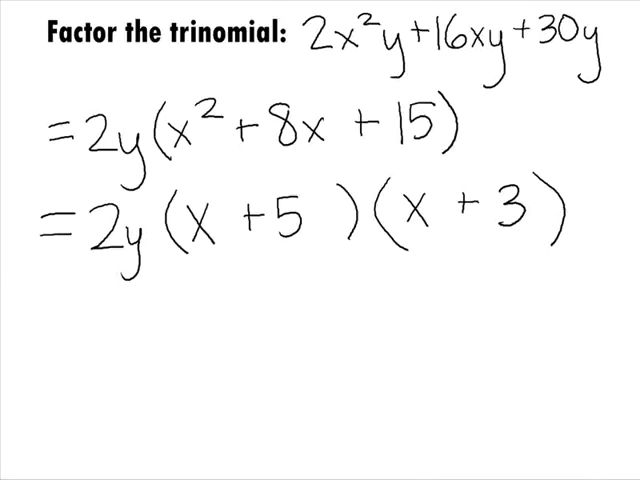 Factor the trinomial: 2x²y+16xy+30y
=2y(x²+8x+15)
=2y(x+5)(x+3)